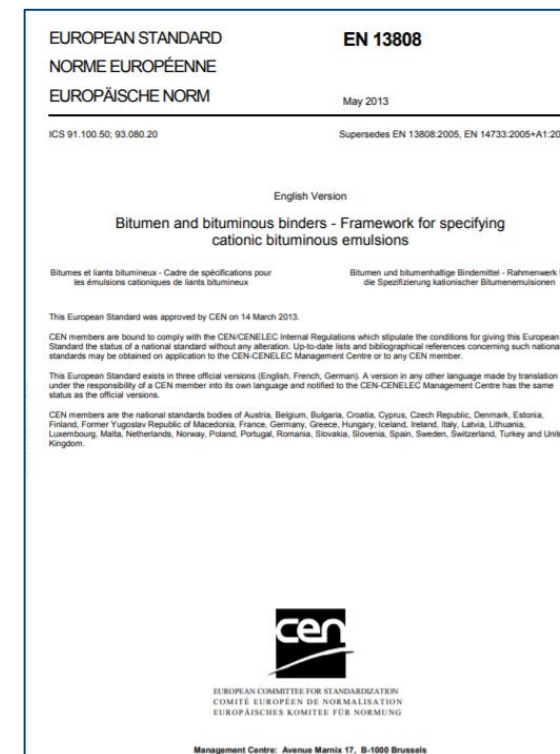 EUROPEAN STANDARD
EN 13808
NORME EUROPÉENNE
EUROPÄISCHE NORM
May 2013
ICS 91.100.50; 93.080.20
Supersedes EN 13808:2005, EN 14733:2005+A1:20
English Version
Bitumen and bituminous binders - Framework for specifying
cationic bituminous emulsions
Bitumes et liants bitumineux - Cadre de spécifications pour
les émulsions cationiques de liants bitumineux
Bitumen und bitumenhaltige Bindemittel - Rahmenwerk
die Spezifizierung kationischer Bitumenemulsionen
This European Standard was approved by CEN on 14 March 2013.
CEN members are bound to comply with the CEN/CENELEC Internal Regulations which stipulate the conditions for giving this European
Standard the status of a national standard without any alteration. Up-to-date lists and bibliographical references concerning such national
standards may be obtained on application to the CEN-CENELEC Management Centre or to any CEN member.
This European Standard exists in three official versions (English, French, German). A version in any other language made by translation
under the responsibility of a CEN member into its own language and notified to the CEN-CENELEC Management Centre has the same
status as the official versions.
CEN members are the national standards bodies of Austria, Belgium, Bulgaria, Croatia, Cyprus, Czech Republic, Denmark, Estonia,
Finland, Former Yugoslav Republic of Macedonia, France, Germany, Greece, Hungary, Iceland, Ireland, Italy, Latvia, Lithuania,
Luxembourg, Malta, Netherlands, Norway, Poland, Portugal, Romania, Slovakia, Slovenia, Spain, Sweden, Switzerland, Turkey and
Kingdom.
cen
EUROPEAN COMMITTEE FOR STANDARDIZATION
COMITÉ EUROPÉEN DE NORMALISATION
EUROPÄISCHES KOMITEE FÜR NORMUNG
Management Centre: Avenue Marnix 17, B-1000 Brussels